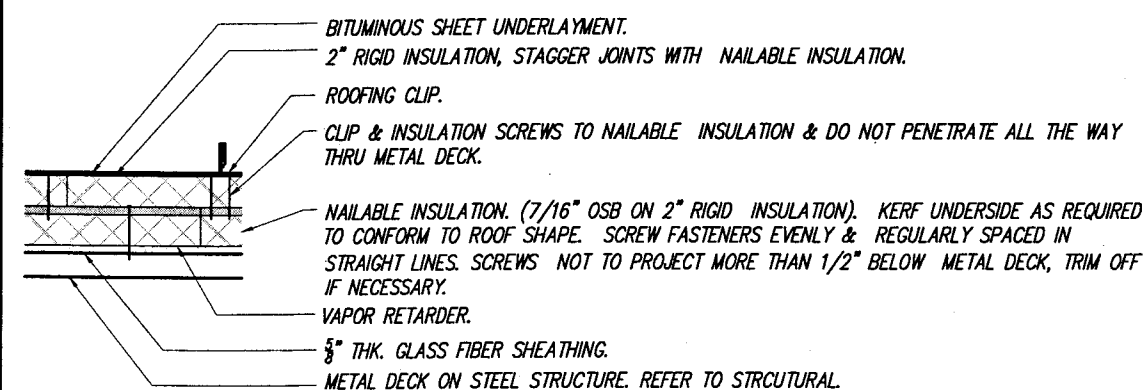 BITUMINOUS SHEET UNDERLAYMENT.
2" RIGID INSULATION, STAGGER JOINTS WITH NAILABLE INSULATION.
ROOFING CLIP.
CLIP & INSULATION SCREWS TO NAILABLE INSULATION & DO NOT PENETRATE ALL THE WAY
THRU METAL DECK.
NAILABLE INSULATION. (7/16" OSB ON 2" RIGID INSULATION). KERF UNDERSIDE AS REQUIRED
TO CONFORM TO ROOF SHAPE. SCREW FASTENERS EVENLY & REGULARLY SPACED IN
STRAIGHT LINES. SCREWS NOT TO PROJECT MORE THAN 1/2" BELOW METAL DECK, TRIM OFF
IF NECESSARY.
VAPOR RETARDER.
5/8" THK. GLASS FIBER SHEATHING.
METAL DECK ON STEEL STRUCTURE. REFER TO STRCUTURAL.